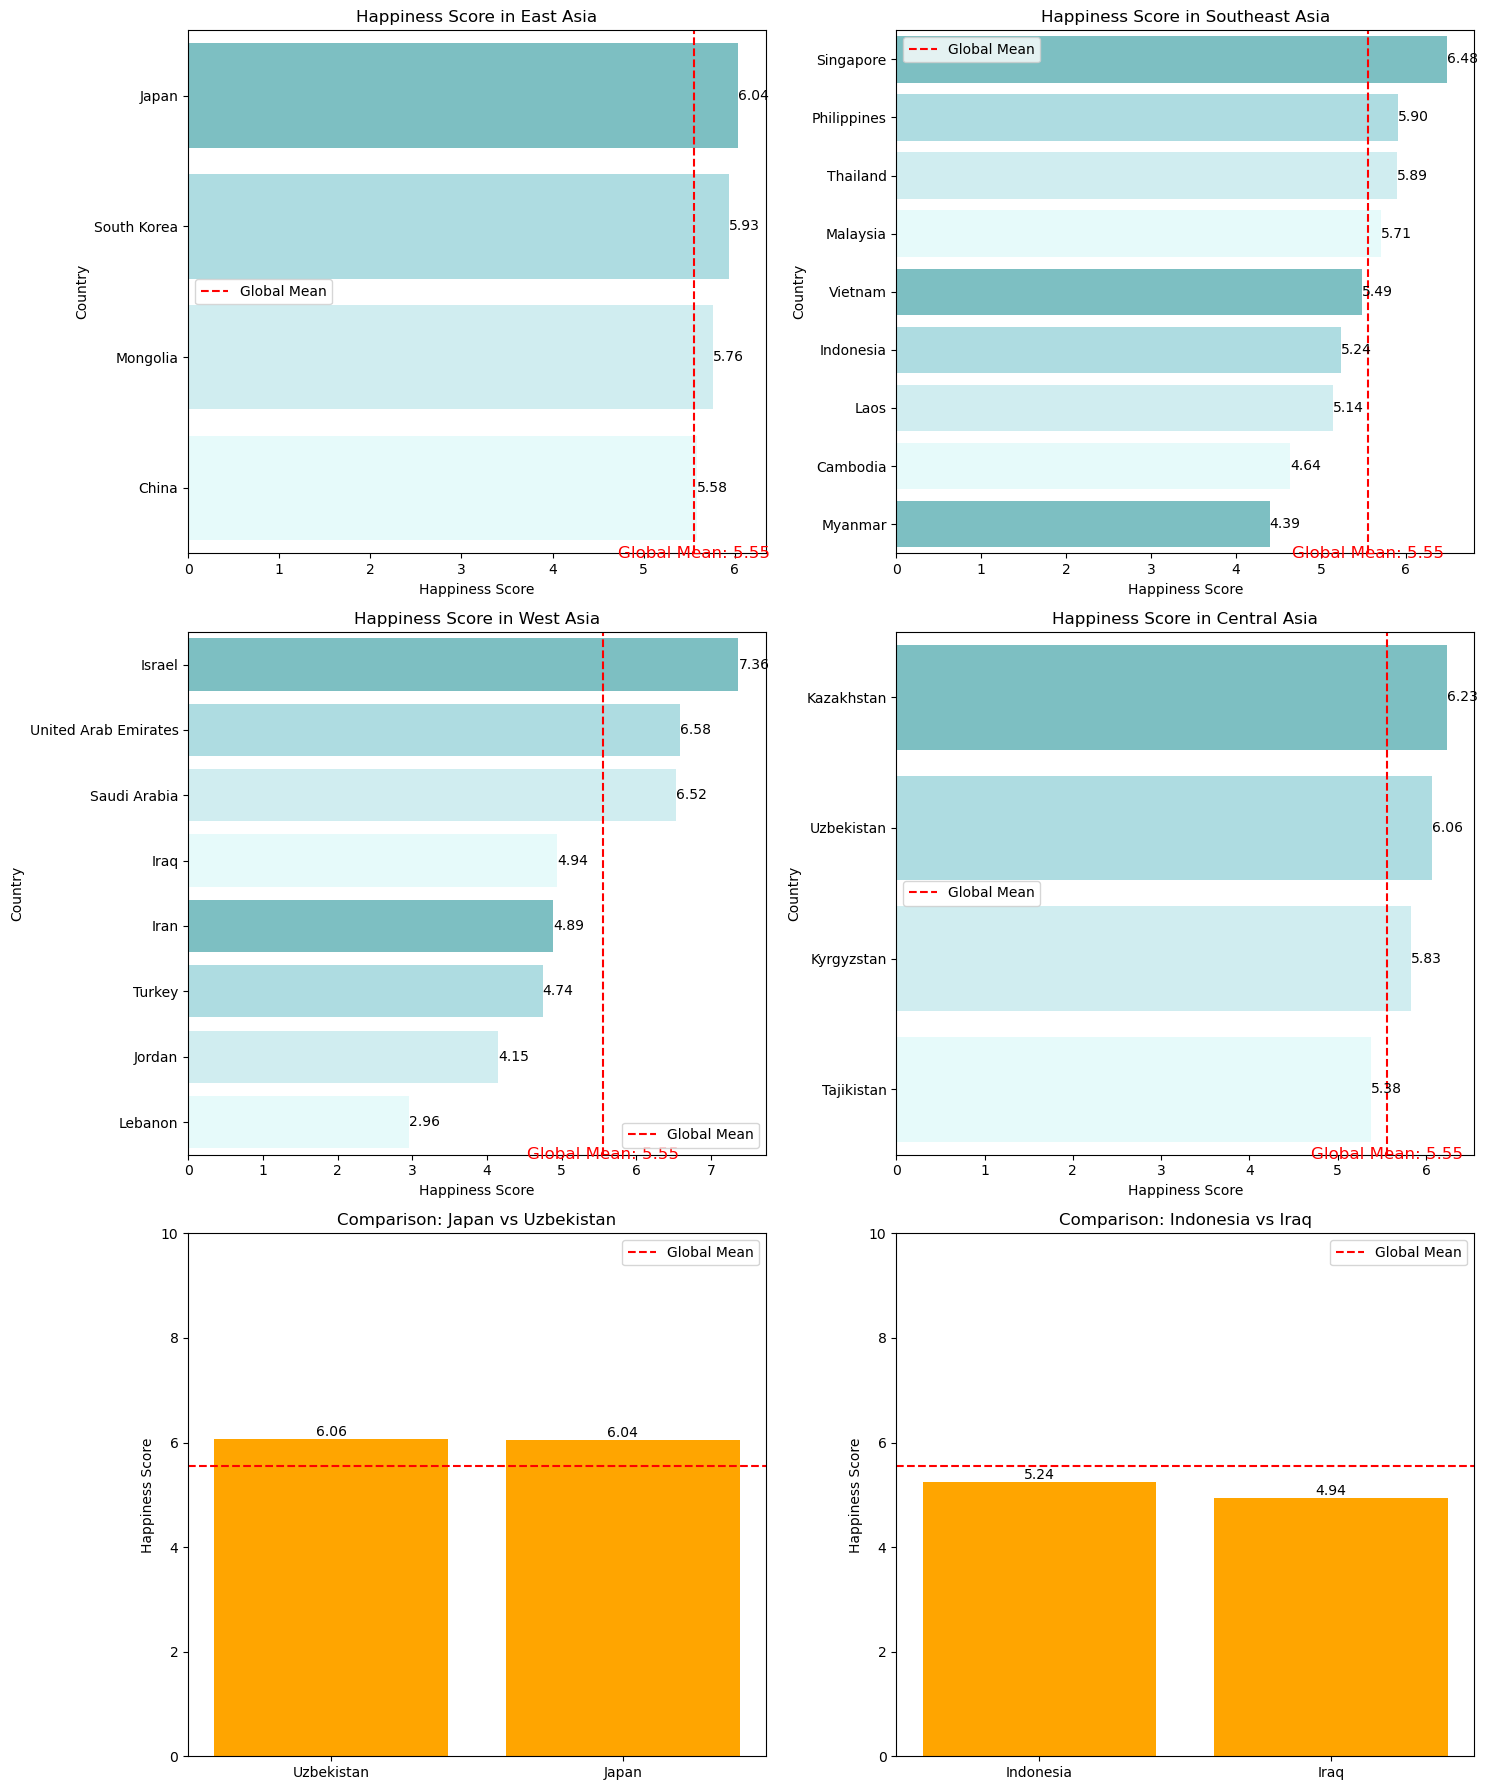 Happiness Score in East Asia
Japan
6.04
South Korea
5.93
Global Mean
Mongolia
5.76
China
5.58
Country
Global Mean: 5.55
0 1 2 3 4 5 6
Happiness Score
Happiness Score in Southeast Asia
Global Mean
Singapore
6.48
Philippines
5.90
Thailand
5.89
Malaysia
5.71
Vietnam
5.49
Indonesia
5.24
Laos
5.14
Cambodia
4.64
Myanmar
4.39
Country
Global Mean: 5.55
0 1 2 3 4 5 6
Happiness Score
Happiness Score in West Asia
Israel
7.36
United Arab Emirates
6.58
Saudi Arabia
6.52
Iraq
4.94
Iran
4.89
Turkey
4.74
Jordan
4.15
Lebanon
2.96
Country
Global Mean
Global Mean: 5.55
0 1 2 3 4 5 6 7
Happiness Score
Happiness Score in Central Asia
Kazakhstan
6.23
Uzbekistan
6.06
Global Mean
Kyrgyzstan
5.83
Tajikistan
5.38
Country
Global Mean: 5.55
0 1 2 3 4 5 6
Happiness Score
Comparison: Japan vs Uzbekistan
Global Mean
10
8
6
4
2
0
Happiness Score
6.06
6.04
Uzbekistan
Japan
Comparison: Indonesia vs Iraq
Global Mean
10
8
6
4
2
0
Happiness Score
5.24
4.94
Indonesia
Iraq